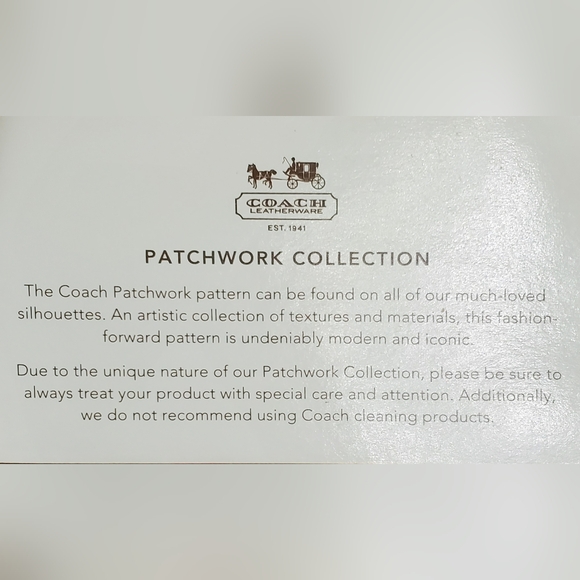 COACH
LEATHERWARE
EST. 1941
PATCHWORK COLLECTION
The Coach Patchwork pattern can be found on all of our much-loved
silhouettes. An artistic collection of textures and materials, this fashion-
forward pattern is undeniably modern and iconic.
Due to the unique nature of our Patchwork Collection, please be sure to
always treat your product with special care and attention. Additionally,
we do not recommend using Coach cleaning products.